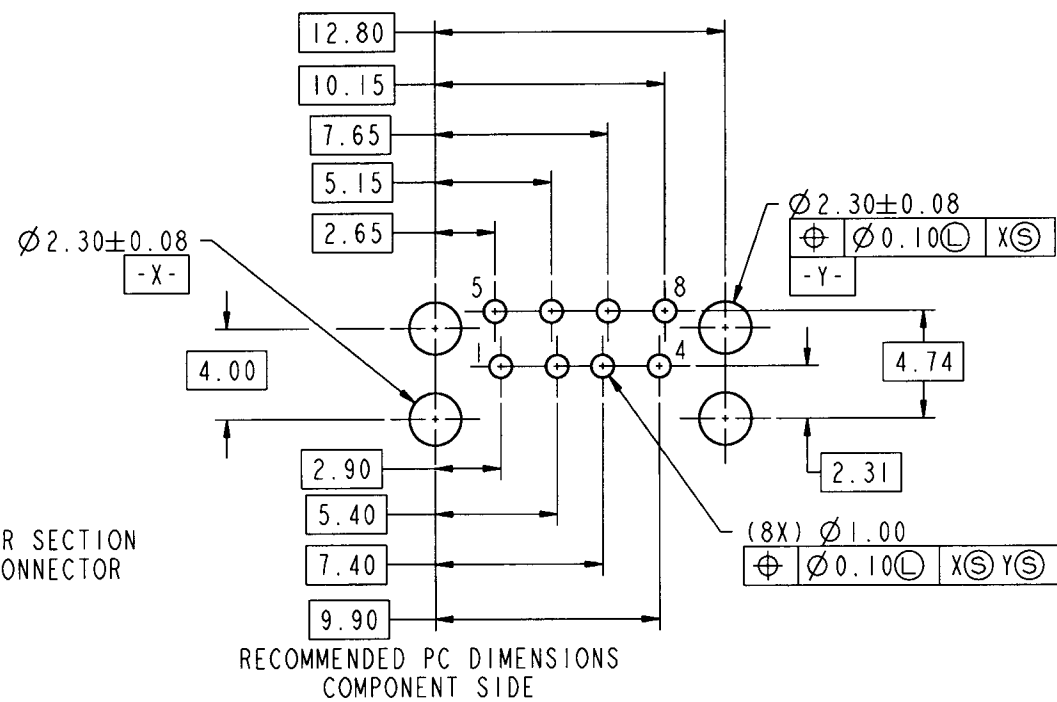 12.80
10.15
7.65
5.15
2.65
Ø2.30±0.08
-X-
Ø2.30±0.08
⌖ Ø0.10Ⓛ XⓈ
-Y-
5
8
1
4
4.00
4.74
2.31
2.90
5.40
7.40
9.90
(8X) Ø1.00
⌖ Ø0.10Ⓛ XⓈ YⓈ
R SECTION
ONNECTOR
RECOMMENDED PC DIMENSIONS
COMPONENT SIDE